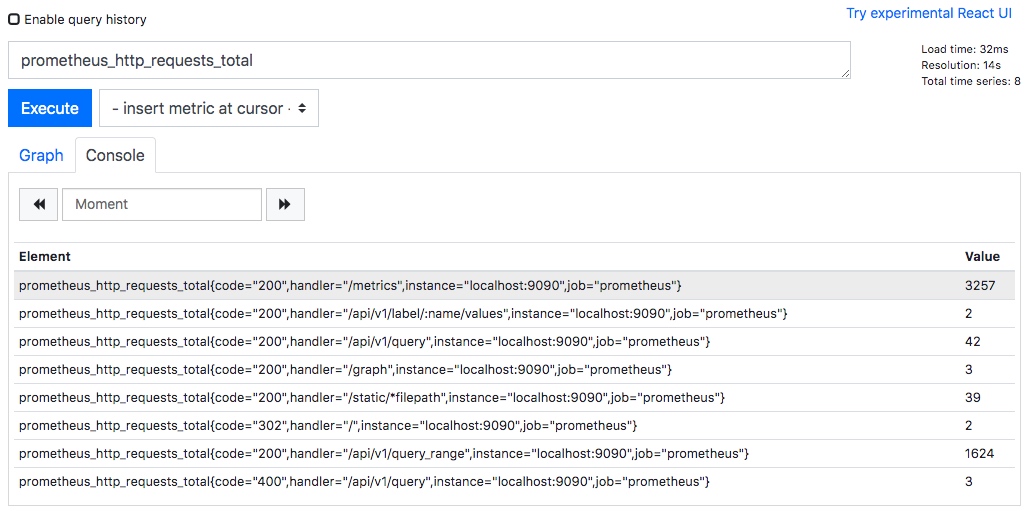 Enable query history
Try experimental React UI
prometheus_http_requests_total
Load time: 32ms
Resolution: 14s
Total time series: 8
Execute
- insert metric at cursor -
Graph
Console
Moment
Element Value
prometheus_http_requests_total{code="200",handler="/metrics",instance="localhost:9090",job="prometheus"} 3257
prometheus_http_requests_total{code="200",handler="/api/v1/label/:name/values",instance="localhost:9090",job="prometheus"} 2
prometheus_http_requests_total{code="200",handler="/api/v1/query",instance="localhost:9090",job="prometheus"} 42
prometheus_http_requests_total{code="200",handler="/graph",instance="localhost:9090",job="prometheus"} 3
prometheus_http_requests_total{code="200",handler="/static/*filepath",instance="localhost:9090",job="prometheus"} 39
prometheus_http_requests_total{code="302",handler="/",instance="localhost:9090",job="prometheus"} 2
prometheus_http_requests_total{code="200",handler="/api/v1/query_range",instance="localhost:9090",job="prometheus"} 1624
prometheus_http_requests_total{code="400",handler="/api/v1/query",instance="localhost:9090",job="prometheus"} 3